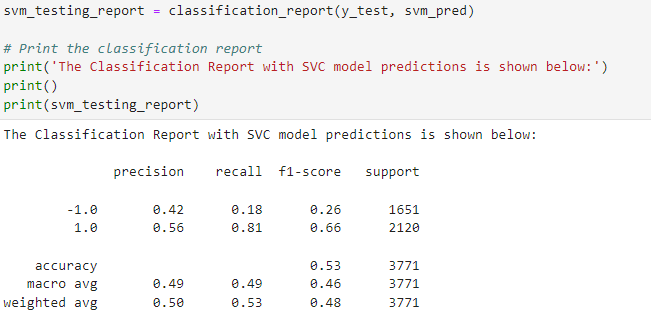 svm_testing_report = classification_report(y_test, svm_pred)
# Print the classification report
print('The Classification Report with SVC model predictions is shown below:')
print()
print(svm_testing_report)
The Classification Report with SVC model predictions is shown below:
precision recall f1-score support
-1.0 0.42 0.18 0.26 1651
1.0 0.56 0.81 0.66 2120
accuracy 0.53 3771
macro avg 0.49 0.49 0.46 3771
weighted avg 0.50 0.53 0.48 3771